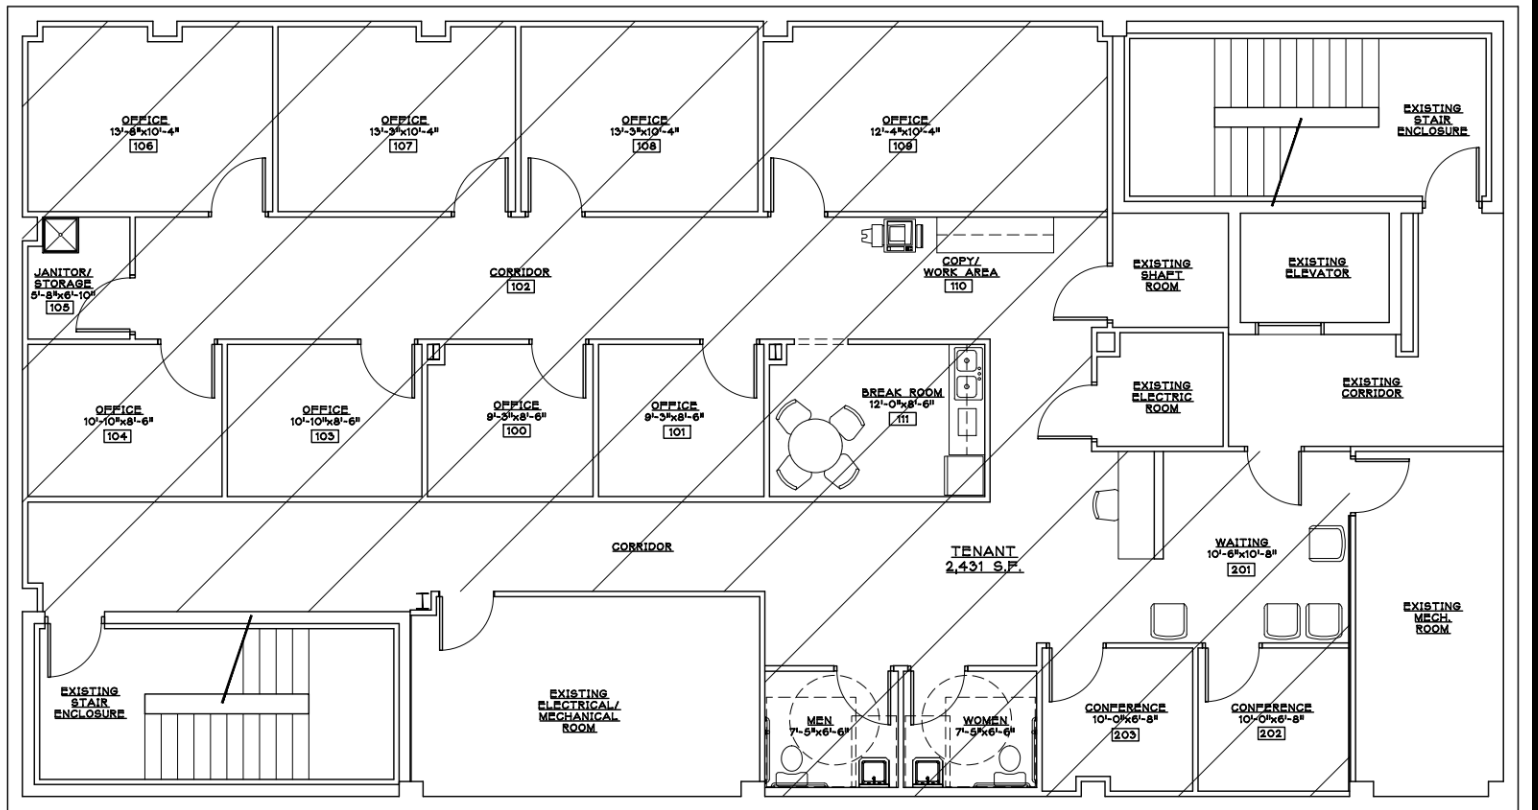 OFFICE
13'-8"x10'-4"
106
OFFICE
13'-3"x10'-4"
107
OFFICE
13'-3"x10'-4"
108
OFFICE
12'-4"x10'-4"
109
EXISTING
STAIR
ENCLOSURE
JANITOR/
STORAGE
5'-8"x6'-10"
105
CORRIDOR
102
COPY/
WORK AREA
110
EXISTING
SHAFT
ROOM
EXISTING
ELEVATOR
OFFICE
10'-10"x8'-6"
104
OFFICE
10'-10"x8'-6"
103
OFFICE
9'-3"x8'-6"
100
OFFICE
9'-3"x8'-6"
101
BREAK ROOM
12'-0"x8'-6"
111
EXISTING
ELECTRIC
ROOM
EXISTING
CORRIDOR
CORRIDOR
TENANT
2,431 S.F.
WAITING
10'-6"x10'-8"
201
EXISTING
MECH.
ROOM
EXISTING
STAIR
ENCLOSURE
EXISTING
ELECTRICAL/
MECHANICAL
ROOM
MEN
7'-5"x6'-6"
WOMEN
7'-5"x6'-6"
CONFERENCE
10'-0"x6'-8"
203
CONFERENCE
10'-0"x6'-8"
202